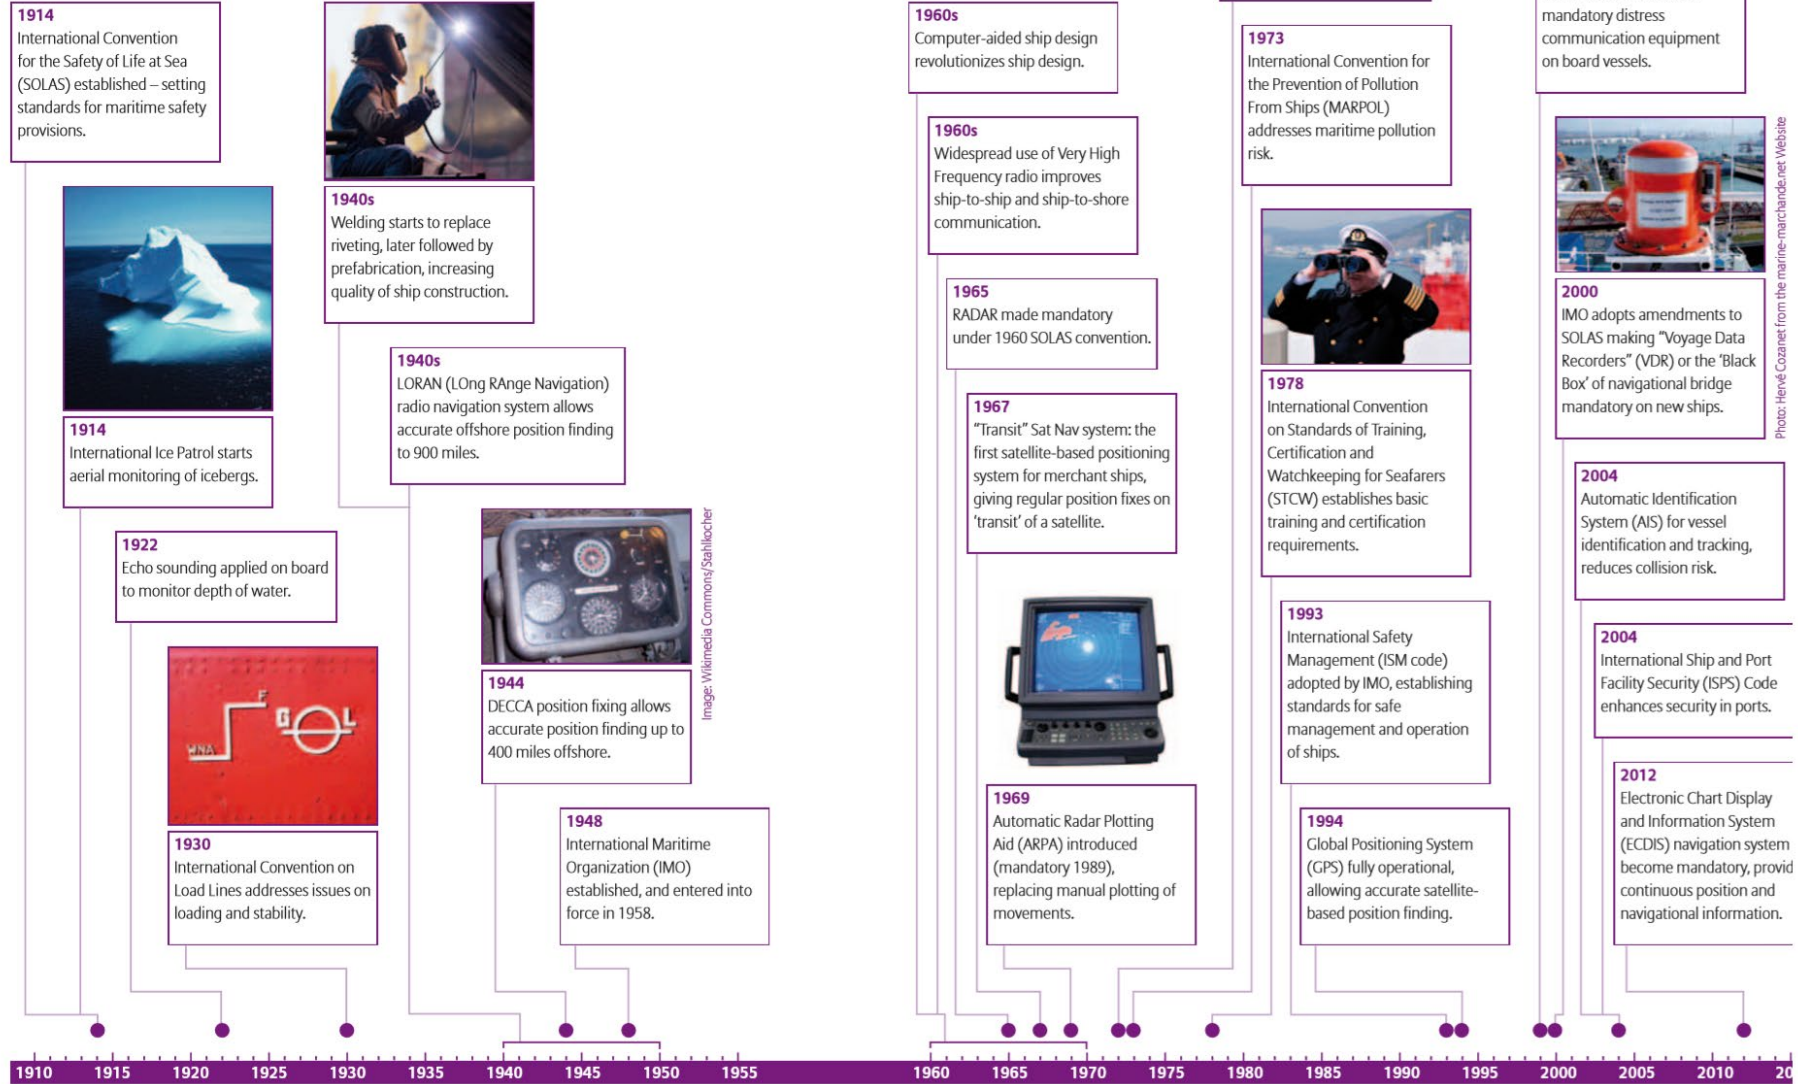 1914
International Convention
for the Safety of Life at Sea
(SOLAS) established – setting
standards for maritime safety
provisions.
1914
International Ice Patrol starts
aerial monitoring of icebergs.
1922
Echo sounding applied on board
to monitor depth of water.
WNA
F
G L
1930
International Convention on
Load Lines addresses issues on
loading and stability.
1940s
Welding starts to replace
riveting, later followed by
prefabrication, increasing
quality of ship construction.
1940s
LORAN (LOng RAnge Navigation)
radio navigation system allows
accurate offshore position finding
to 900 miles.
Image: Wikimedia Commons/Stahlkocher
1944
DECCA position fixing allows
accurate position finding up to
400 miles offshore.
1948
International Maritime
Organization (IMO)
established, and entered into
force in 1958.
1960s
Computer-aided ship design
revolutionizes ship design.
1960s
Widespread use of Very High
Frequency radio improves
ship-to-ship and ship-to-shore
communication.
1965
RADAR made mandatory
under 1960 SOLAS convention.
1967
“Transit” Sat Nav system: the
first satellite-based positioning
system for merchant ships,
giving regular position fixes on
‘transit’ of a satellite.
1969
Automatic Radar Plotting
Aid (ARPA) introduced
(mandatory 1989),
replacing manual plotting of
movements.
1973
International Convention for
the Prevention of Pollution
From Ships (MARPOL)
addresses maritime pollution
risk.
1978
International Convention
on Standards of Training,
Certification and
Watchkeeping for Seafarers
(STCW) establishes basic
training and certification
requirements.
1993
International Safety
Management (ISM code)
adopted by IMO, establishing
standards for safe
management and operation
of ships.
1994
Global Positioning System
(GPS) fully operational,
allowing accurate satellite-
based position finding.
mandatory distress
communication equipment
on board vessels.
Photo: Hervé Cozanet from the marine-marchande.net Website
2000
IMO adopts amendments to
SOLAS making “Voyage Data
Recorders” (VDR) or the ‘Black
Box’ of navigational bridge
mandatory on new ships.
2004
Automatic Identification
System (AIS) for vessel
identification and tracking,
reduces collision risk.
2004
International Ship and Port
Facility Security (ISPS) Code
enhances security in ports.
2012
Electronic Chart Display
and Information System
(ECDIS) navigation system
become mandatory, provid
continuous position and
navigational information.
1910 1915 1920 1925 1930 1935 1940 1945 1950 1955 1960 1965 1970 1975 1980 1985 1990 1995 2000 2005 2010 20